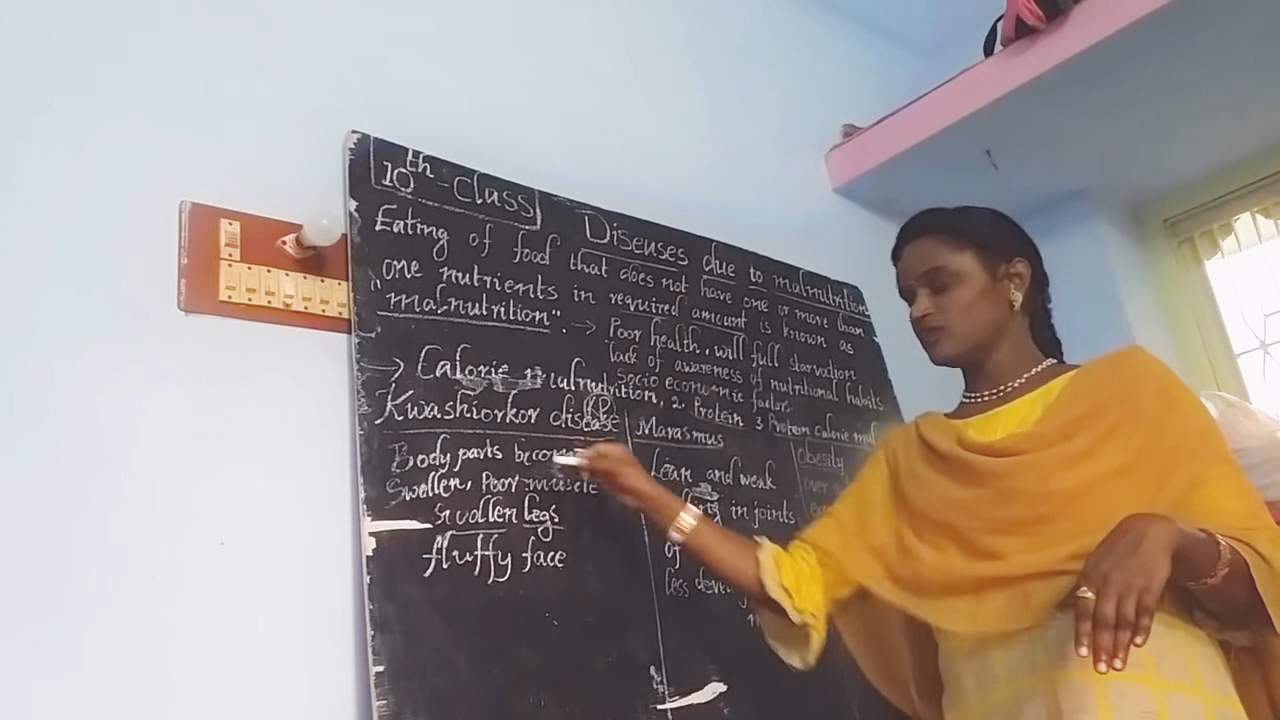 10th-class
Disenses due to malnutrition
Eating of food that does not have one or more than
one nutrients in required amount is known as
"malnutrition". → Poor health, will full starvation
lack of awareness of nutritional habits
Socio economic factors.
→ Calorie malnutrition, 2. Protein 3 Protein Calorie mal
Kwashiorkor disease
Body parts become
Swollen, Poor muscle
swollen legs
fluffy face
Marasmus
Lean and weak
in joints
of
less
Obesity
over